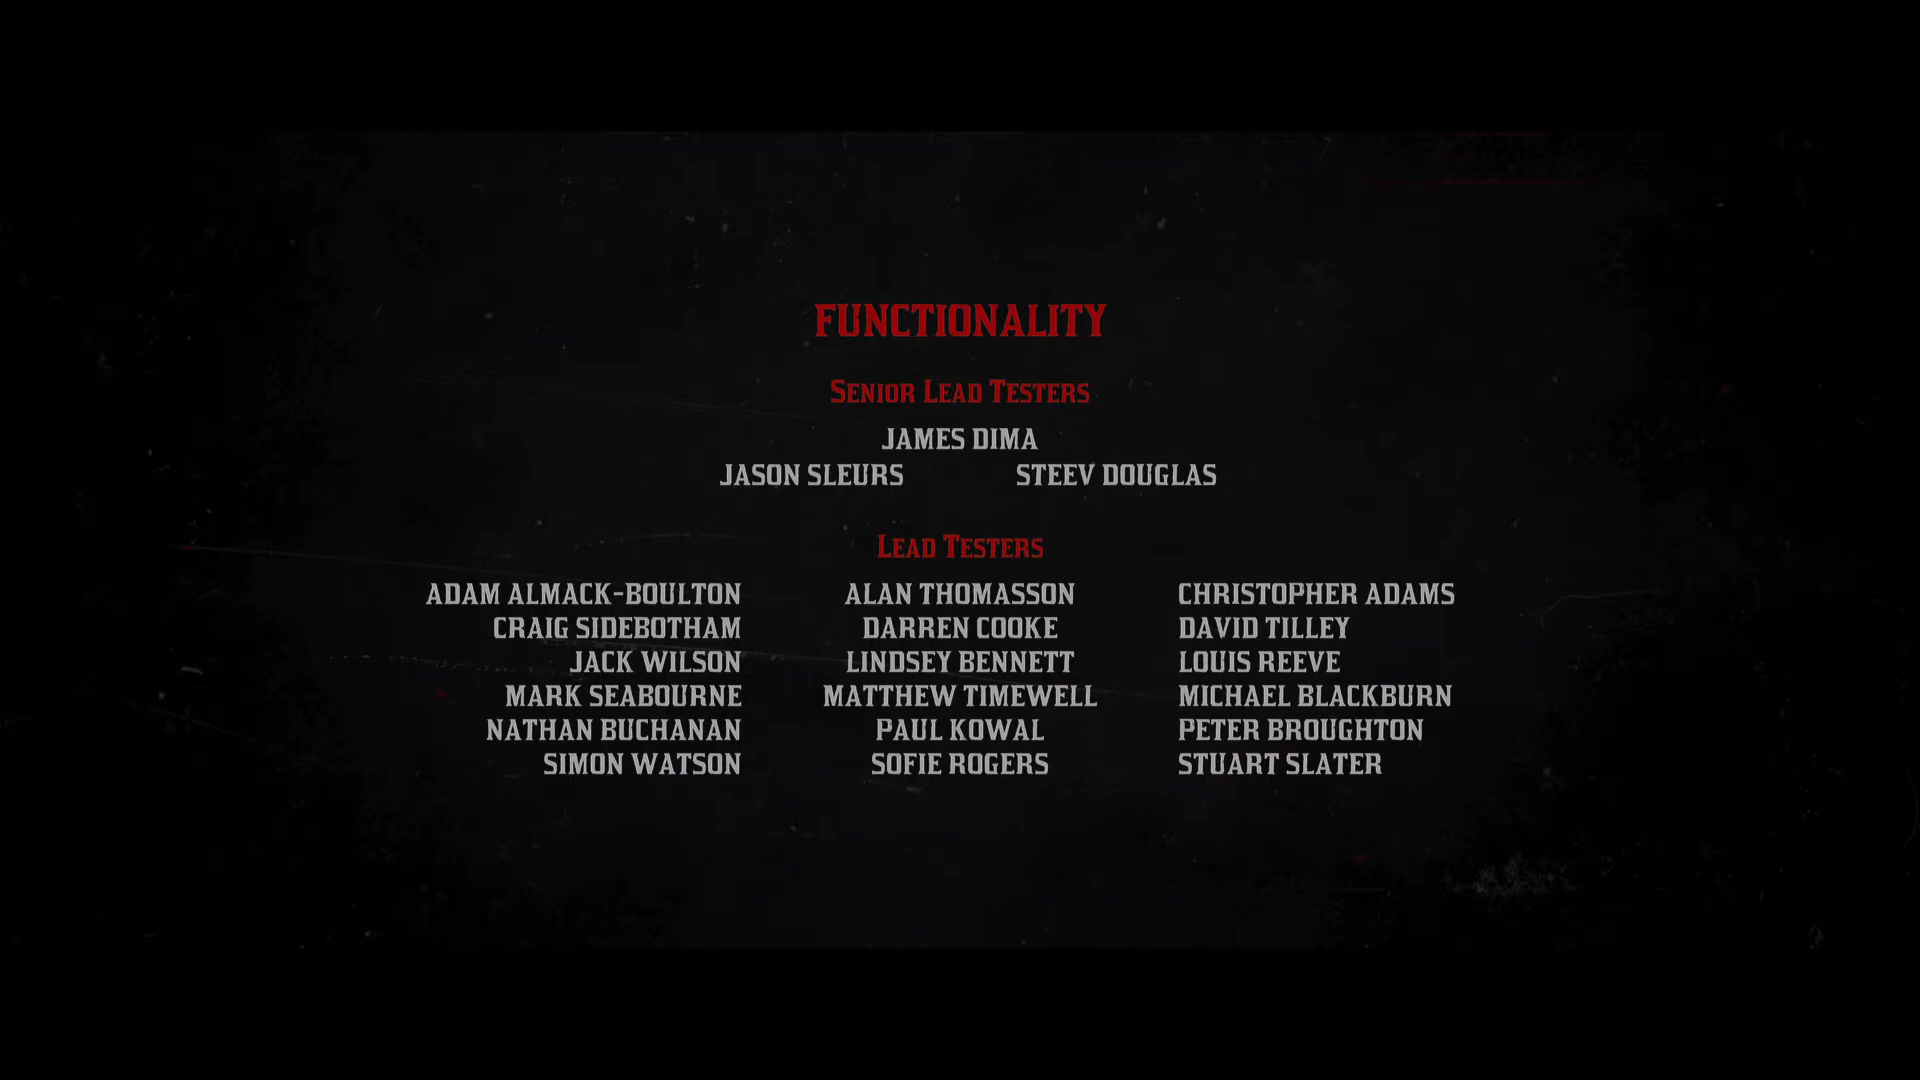 FUNCTIONALITY
SENIOR LEAD TESTERS
JAMES DIMA
JASON SLEURS STEEV DOUGLAS
LEAD TESTERS
ADAM ALMACK-BOULTON ALAN THOMASSON CHRISTOPHER ADAMS
CRAIG SIDEBOTHAM DARREN COOKE DAVID TILLEY
JACK WILSON LINDSEY BENNETT LOUIS REEVE
MARK SEABOURNE MATTHEW TIMEWELL MICHAEL BLACKBURN
NATHAN BUCHANAN PAUL KOWAL PETER BROUGHTON
SIMON WATSON SOFIE ROGERS STUART SLATER